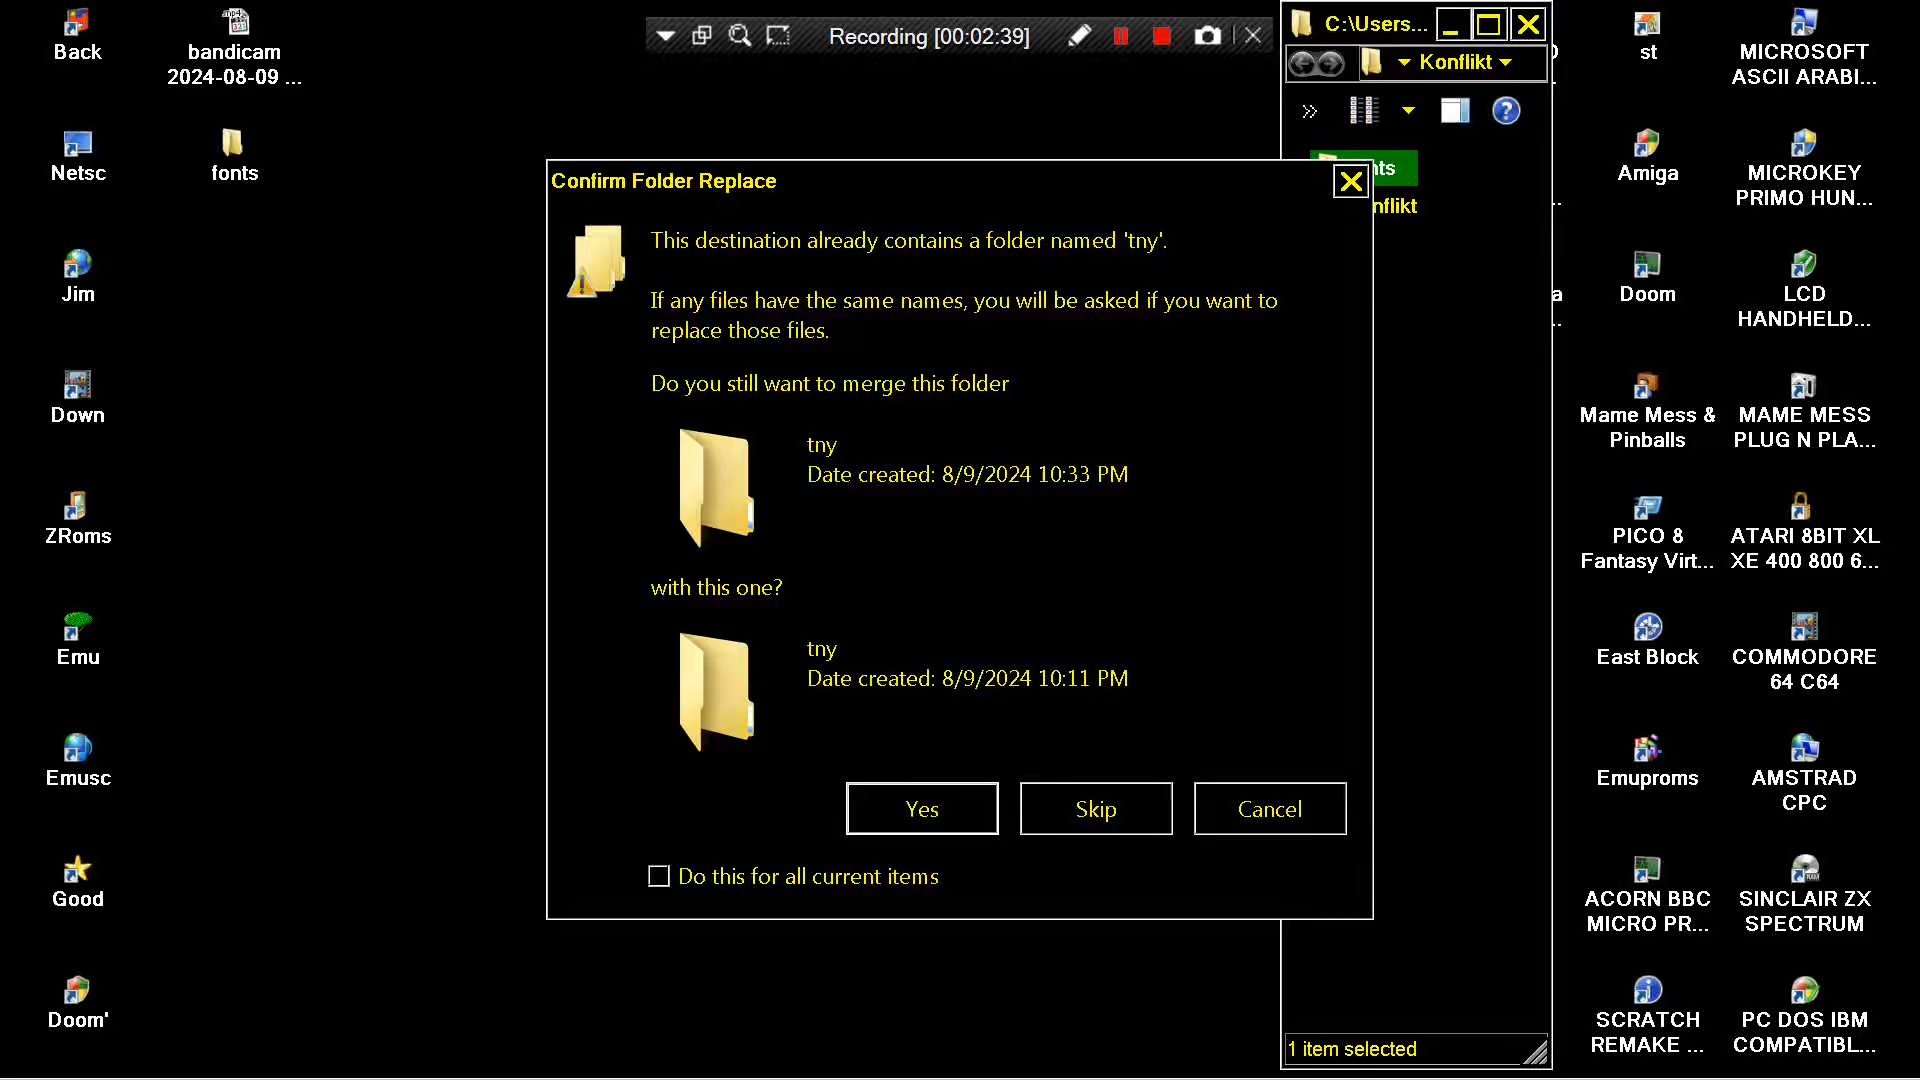 Back
bandicam
2024-08-09 ...
Netsc
fonts
Jim
Down
ZRoms
Emu
Emusc
Good
Doom'
Recording [00:02:39]
Confirm Folder Replace
This destination already contains a folder named 'tny'.
If any files have the same names, you will be asked if you want to
replace those files.
Do you still want to merge this folder
tny
Date created: 8/9/2024 10:33 PM
with this one?
tny
Date created: 8/9/2024 10:11 PM
Yes
Skip
Cancel
Do this for all current items
C:\Users...
Konflikt
nts
nflikt
1 item selected
st
Amiga
Doom
Mame Mess &
Pinballs
PICO 8
Fantasy Virt...
East Block
Emuproms
ACORN BBC
MICRO PR...
SCRATCH
REMAKE ...
MICROSOFT
ASCII ARABI...
MICROKEY
PRIMO HUN...
LCD
HANDHELD...
MAME MESS
PLUG N PLA...
ATARI 8BIT XL
XE 400 800 6...
COMMODORE
64 C64
AMSTRAD
CPC
SINCLAIR ZX
SPECTRUM
PC DOS IBM
COMPATIBL...